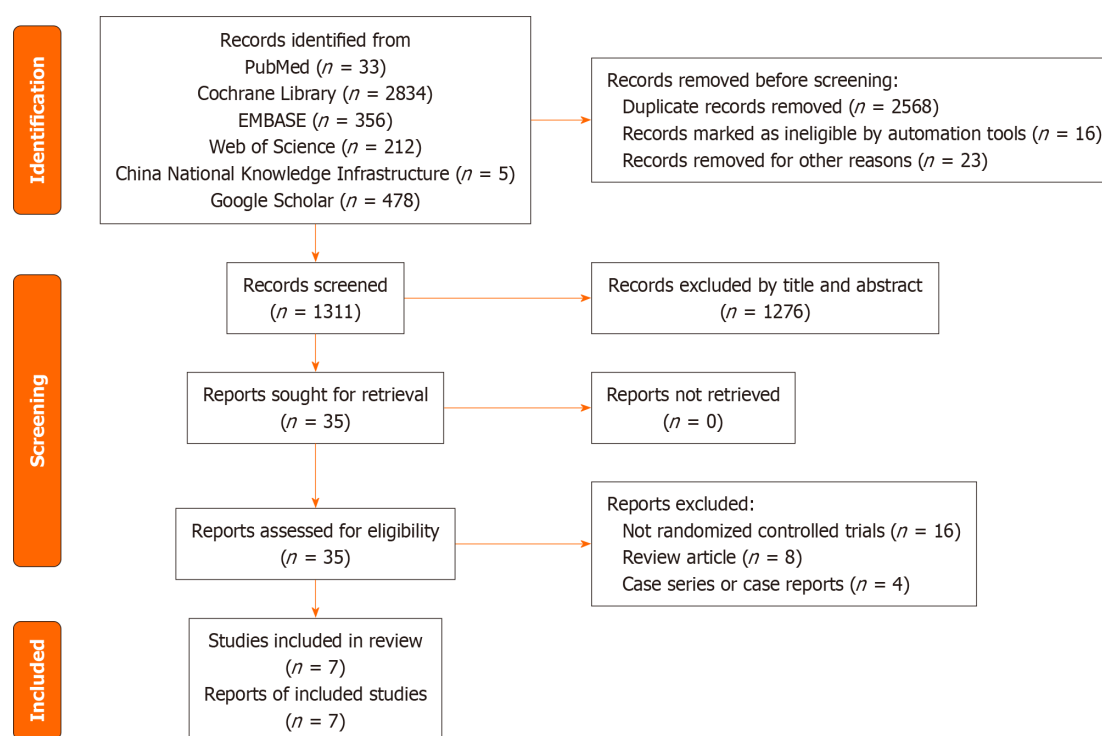 Identification
Records identified from
PubMed (n = 33)
Cochrane Library (n = 2834)
EMBASE (n = 356)
Web of Science (n = 212)
China National Knowledge Infrastructure (n = 5)
Google Scholar (n = 478)
Records removed before screening:
Duplicate records removed (n = 2568)
Records marked as ineligible by automation tools (n = 16)
Records removed for other reasons (n = 23)
Screening
Records screened
(n = 1311)
Records excluded by title and abstract
(n = 1276)
Reports sought for retrieval
(n = 35)
Reports not retrieved
(n = 0)
Reports assessed for eligibility
(n = 35)
Reports excluded:
Not randomized controlled trials (n = 16)
Review article (n = 8)
Case series or case reports (n = 4)
Included
Studies included in review
(n = 7)
Reports of included studies
(n = 7)